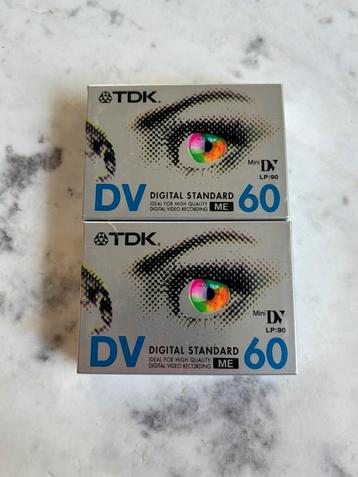 TDK
Mini DV
LP:90
DV DIGITAL STANDARD 60
IDEAL FOR HIGH QUALITY
DIGITAL VIDEO RECORDING ME
TDK
Mini DV
LP:90
DV DIGITAL STANDARD 60
IDEAL FOR HIGH QUALITY
DIGITAL VIDEO RECORDING ME